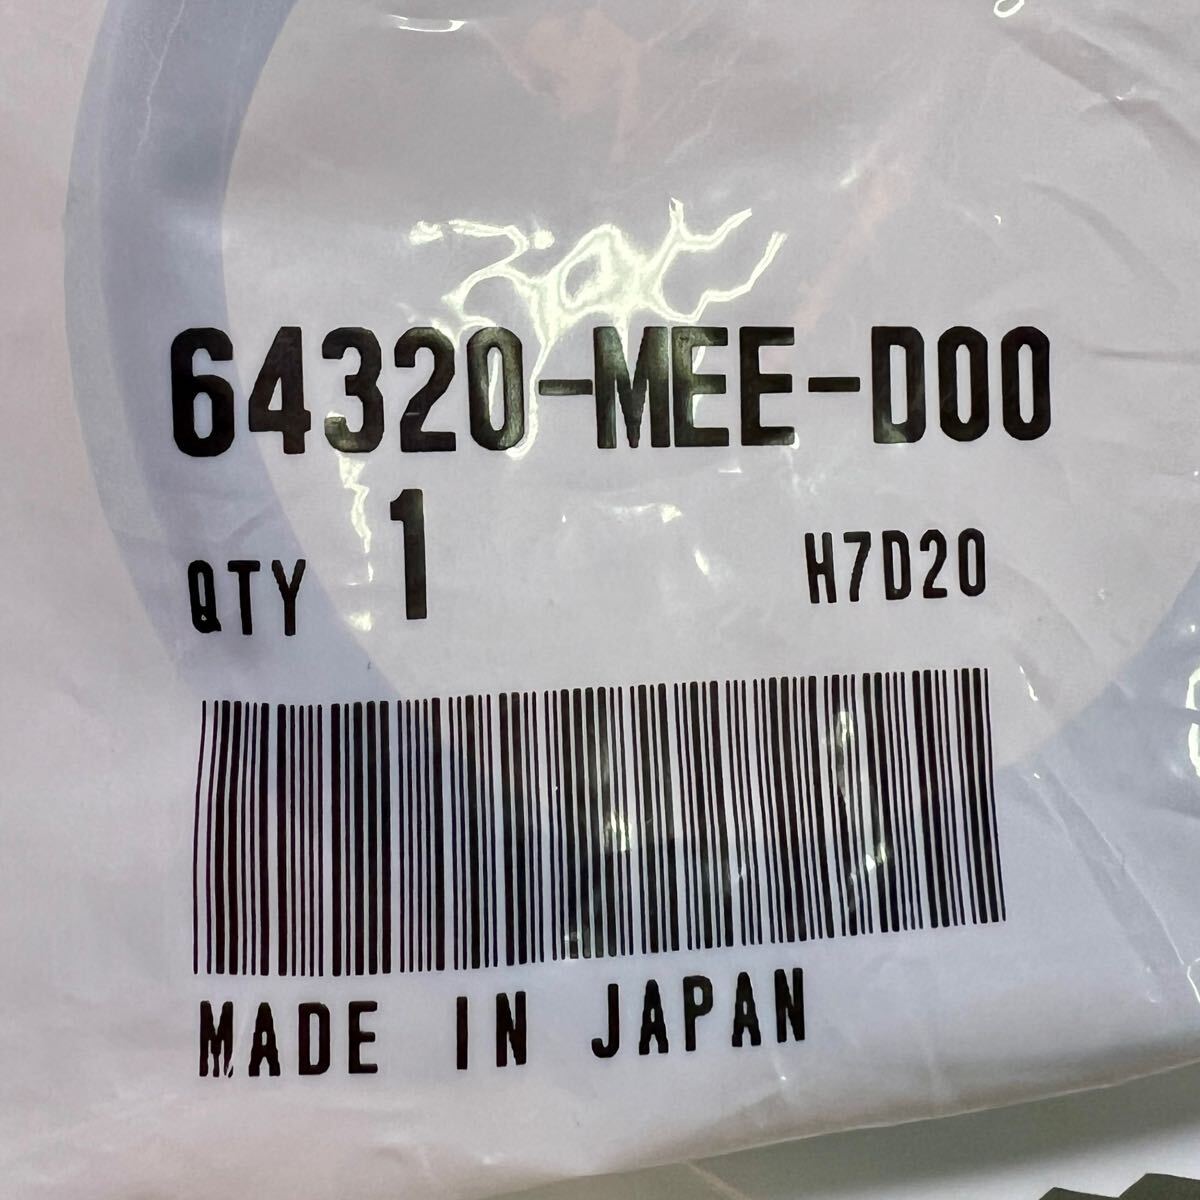 64320-MEE-D00
QTY 1 H7D20
MADE IN JAPAN